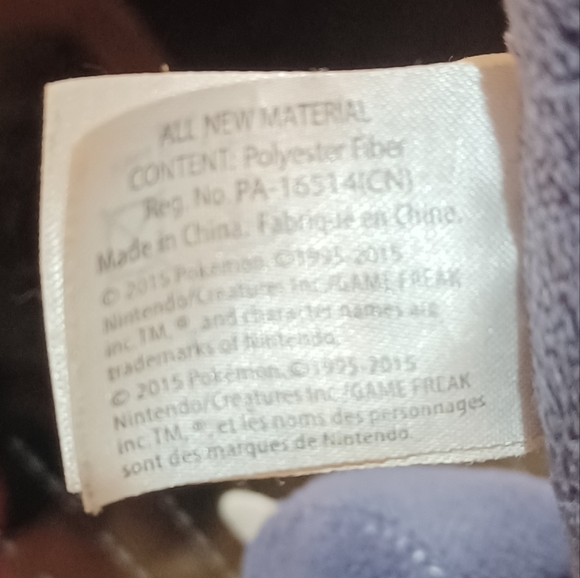 ALL NEW MATERIAL
CONTENT: Polyester Fiber
Reg. No. PA-16514(CN)
Made in China. Fabriqué en Chine.
© 2015 Pokémon. ©1995-2015
Nintendo/Creatures Inc./GAME FREAK
inc. TM, ®, and character names are
trademarks of Nintendo.
© 2015 Pokémon. ©1995-2015
Nintendo/Creatures Inc./GAME FREAK
inc. TM, ®, et les noms des personnages
sont des marques de Nintendo.